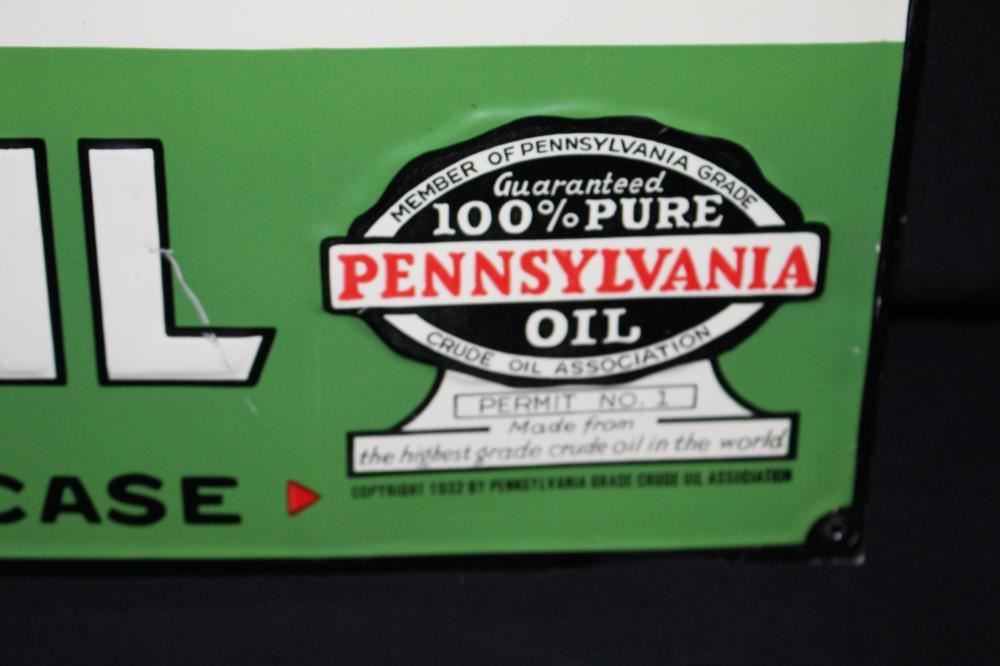 IL
CASE
MEMBER OF PENNSYLVANIA GRADE
Guaranteed
100% PURE
PENNSYLVANIA
OIL
CRUDE OIL ASSOCIATION
PERMIT NO. 1
Made from
the highest grade crude oil in the world
COPYRIGHT 1932 BY PENNSYLVANIA GRADE CRUDE OIL ASSOCIATION